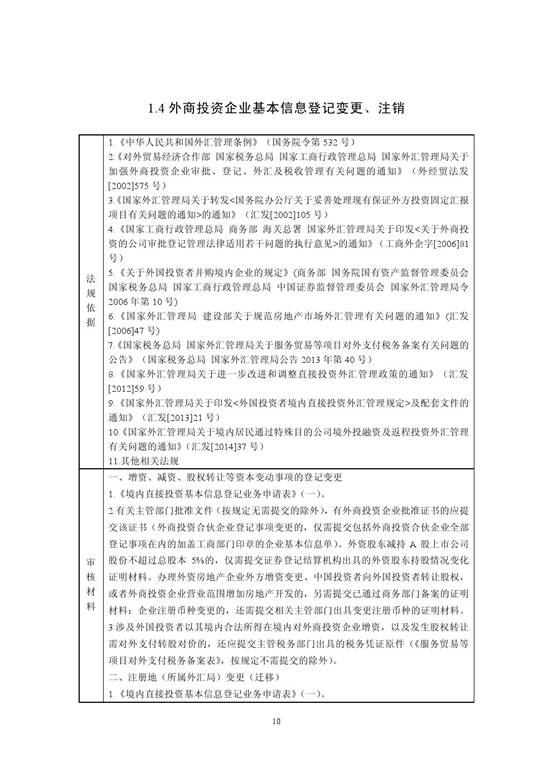 1.4 外商投资企业基本信息登记变更、注销
法规依据
1.《中华人民共和国外汇管理条例》（国务院令第 532 号）
2.《对外贸易经济合作部 国家税务总局 国家工商行政管理总局 国家外汇管理局关于
加强外商投资企业审批、登记、外汇及税收管理有关问题的通知》（外经贸法发
[2002]575 号）
3.《国家外汇管理局关于转发<国务院办公厅关于妥善处理现有保证外方投资固定汇报
项目有关问题的通知>的通知》（汇发[2002]105 号）
4.《国家工商行政管理总局 商务部 海关总署 国家外汇管理局关于印发<关于外商投
资的公司审批登记管理法律适用若干问题的执行意见>的通知》（工商外企字[2006]81
号）
5.《关于外国投资者并购境内企业的规定》(商务部 国务院国有资产监督管理委员会
国家税务总局 国家工商行政管理总局 中国证券监督管理委员会 国家外汇管理局令
2006 年第 10 号)
6.《国家外汇管理局 建设部关于规范房地产市场外汇管理有关问题的通知》(汇发
[2006]47 号)
7.《国家税务总局 国家外汇管理局关于服务贸易等项目对外支付税务备案有关问题的
公告》（国家税务总局 国家外汇管理局公告 2013 年第 40 号）
8.《国家外汇管理局关于进一步改进和调整直接投资外汇管理政策的通知》（汇发
[2012]59 号）
9.《国家外汇管理局关于印发<外国投资者境内直接投资外汇管理规定>及配套文件的
通知》（汇发[2013]21 号）
10.《国家外汇管理局关于境内居民通过特殊目的公司境外投融资及返程投资外汇管理
有关问题的通知》（汇发[2014]37 号）
11.其他相关法规
审核材料
一、增资、减资、股权转让等资本变动事项的登记变更
1.《境内直接投资基本信息登记业务申请表》（一）。
2.有关主管部门批准文件（按规定无需提交的除外），有外商投资企业批准证书的应提
交该证书（外商投资合伙企业登记事项变更的，仅需提交包括外商投资合伙企业全部
登记事项在内的加盖工商部门印章的企业基本信息单）。外资股东减持 A 股上市公司
股份不超过总股本 5%的，仅需提交证券登记结算机构出具的外资股东持股情况变化
证明材料。办理外资房地产企业外方增资变更、中国投资者向外国投资者转让股权，
或者外商投资企业营业范围增加房地产开发的，另需提交已通过商务部门备案的证明
材料；企业注册币种变更的，还需提交相关主管部门出具变更注册币种的证明材料。
3.涉及外国投资者以其境内合法所得在境内对外商投资企业增资，以及发生股权转让
需对外支付转股对价的，还应提交主管税务部门出具的税务凭证原件（《服务贸易等
项目对外支付税务备案表》，按规定不需提交的除外）。
二、注册地（所属外汇局）变更（迁移）
1.《境内直接投资基本信息登记业务申请表》（一）。
10